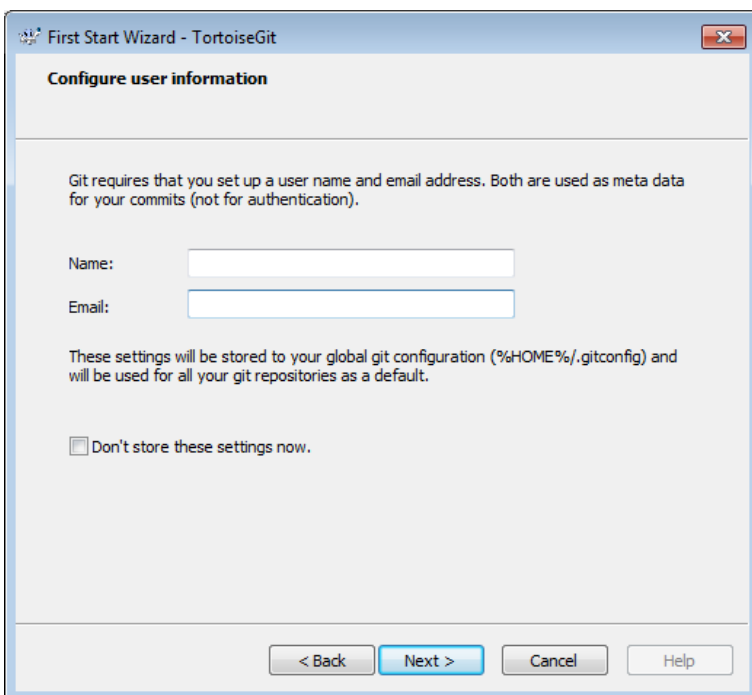 First Start Wizard - TortoiseGit
Configure user information
Git requires that you set up a user name and email address. Both are used as meta data
for your commits (not for authentication).
Name:
Email:
These settings will be stored to your global git configuration (%HOME%/.gitconfig) and
will be used for all your git repositories as a default.
Don't store these settings now.
< Back Next > Cancel Help